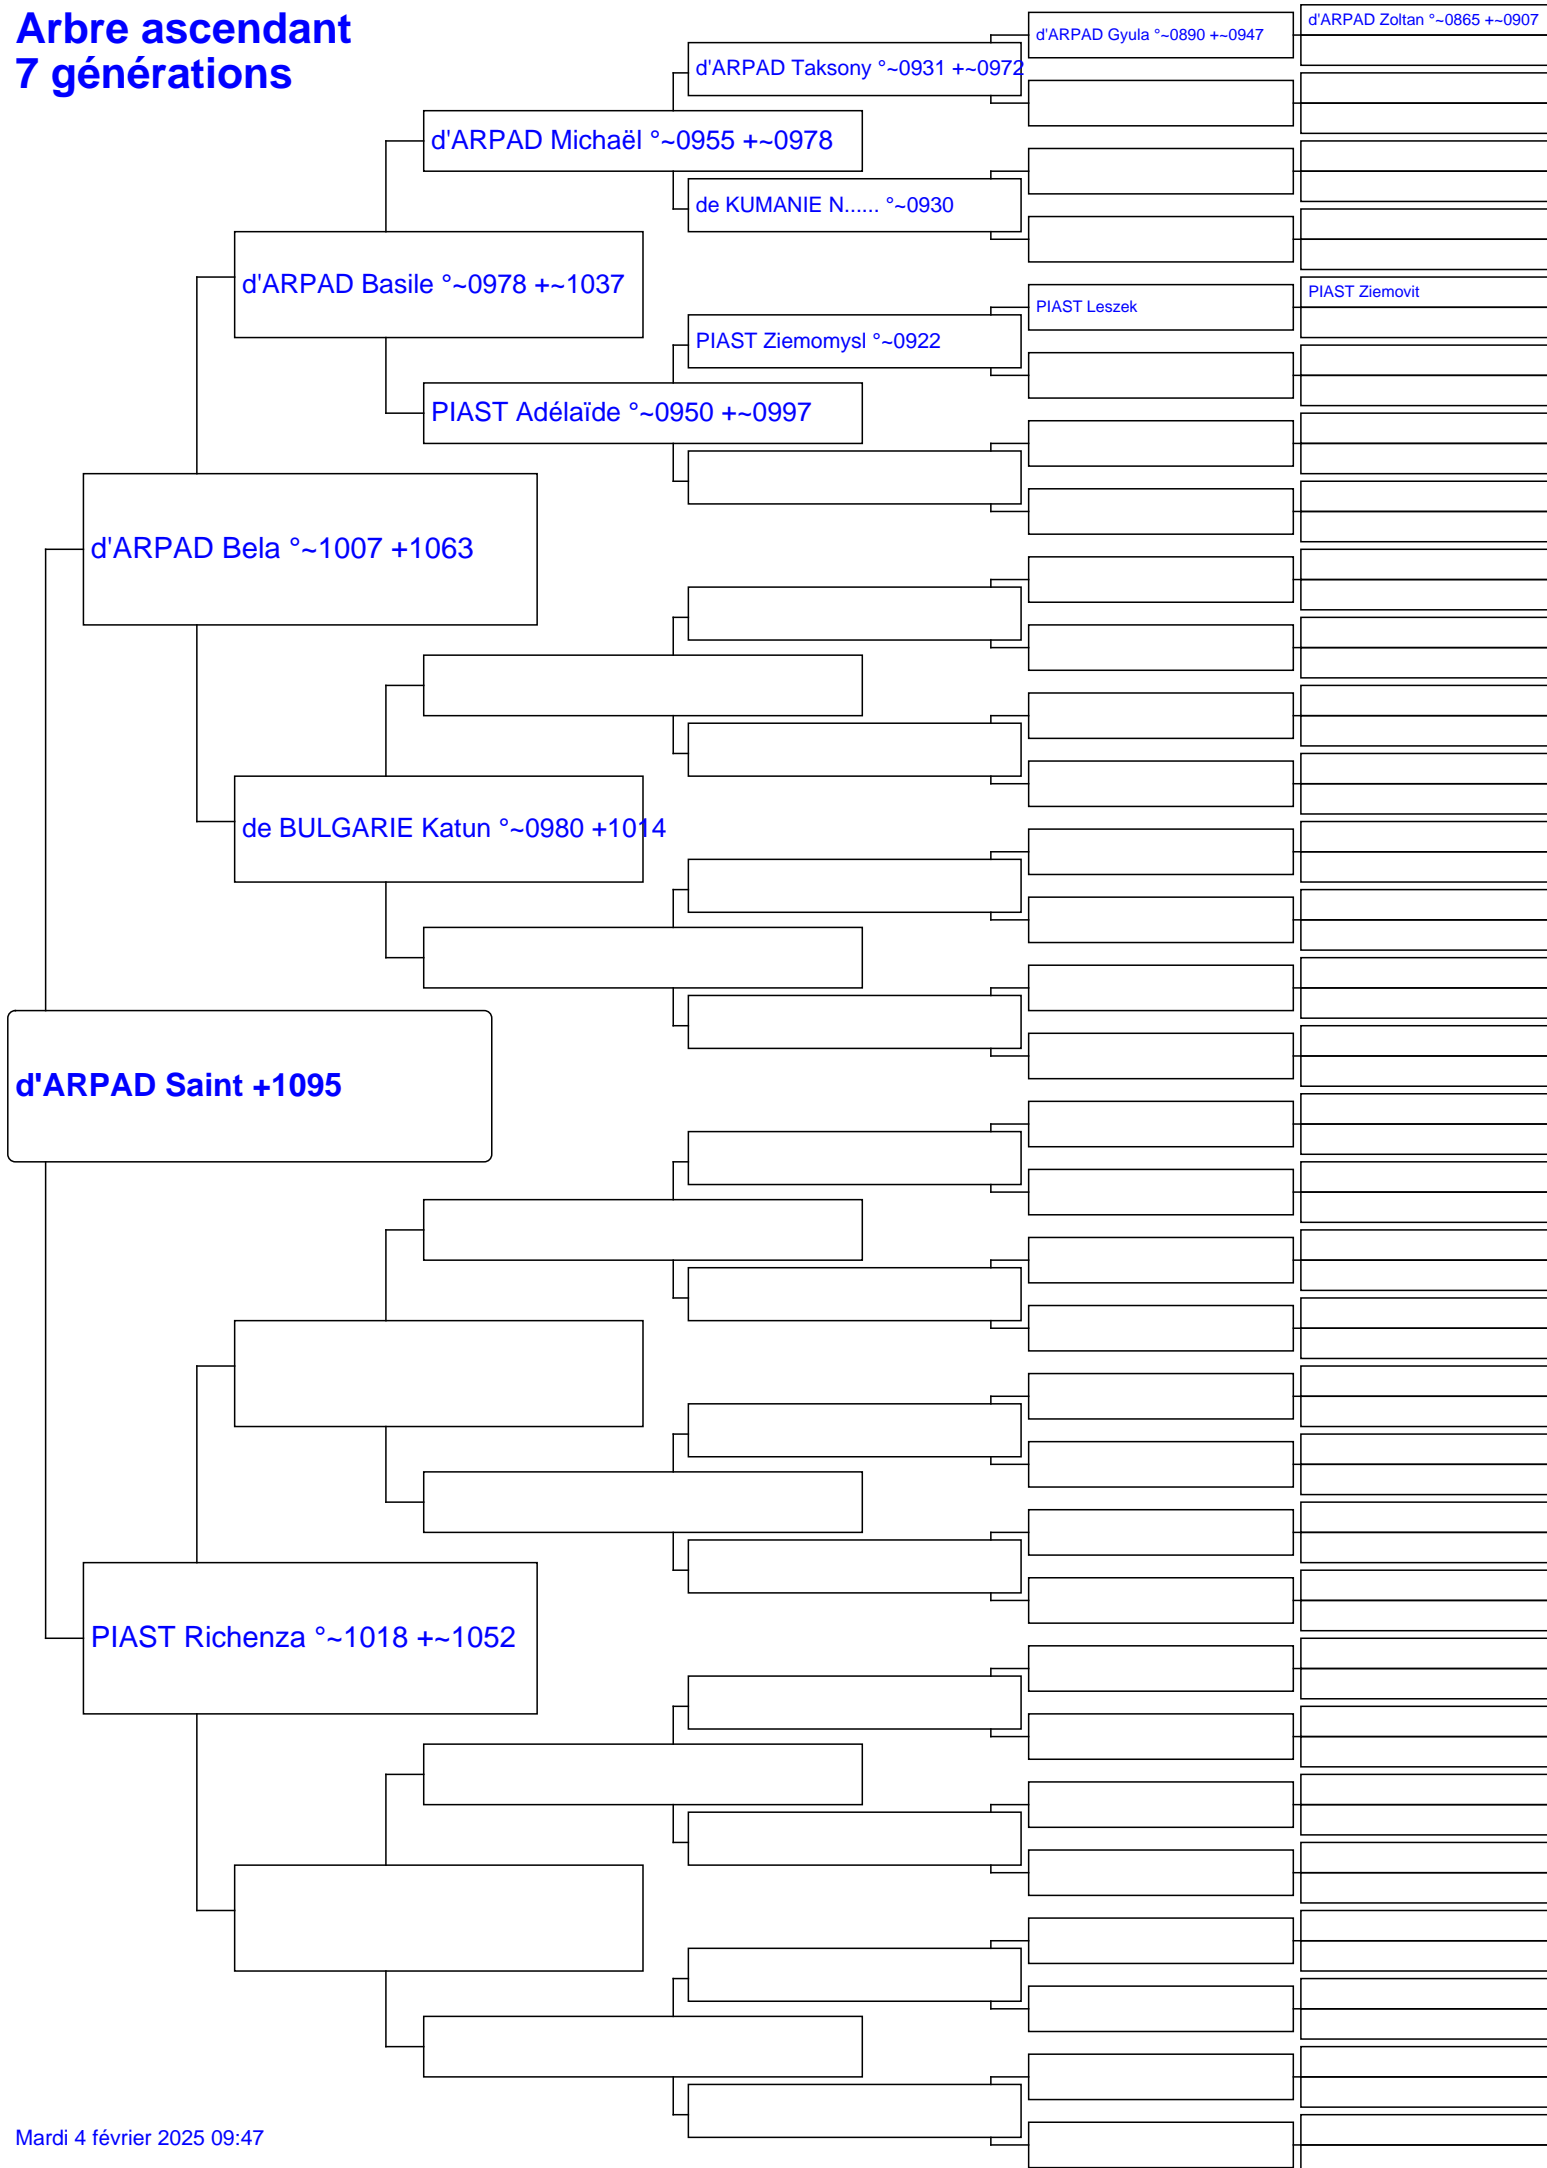 Arbre ascendant
7 générations
d'ARPAD Zoltan °~0865 +~0907
d'ARPAD Gyula °~0890 +~0947
d'ARPAD Taksony °~0931 +~0972
d'ARPAD Michaël °~0955 +~0978
de KUMANIE N...... °~0930
d'ARPAD Basile °~0978 +~1037
PIAST Ziemovit
PIAST Leszek
PIAST Ziemomysl °~0922
PIAST Adélaïde °~0950 +~0997
d'ARPAD Bela °~1007 +1063
de BULGARIE Katun °~0980 +1014
d'ARPAD Saint +1095
PIAST Richenza °~1018 +~1052
Mardi 4 février 2025 09:47